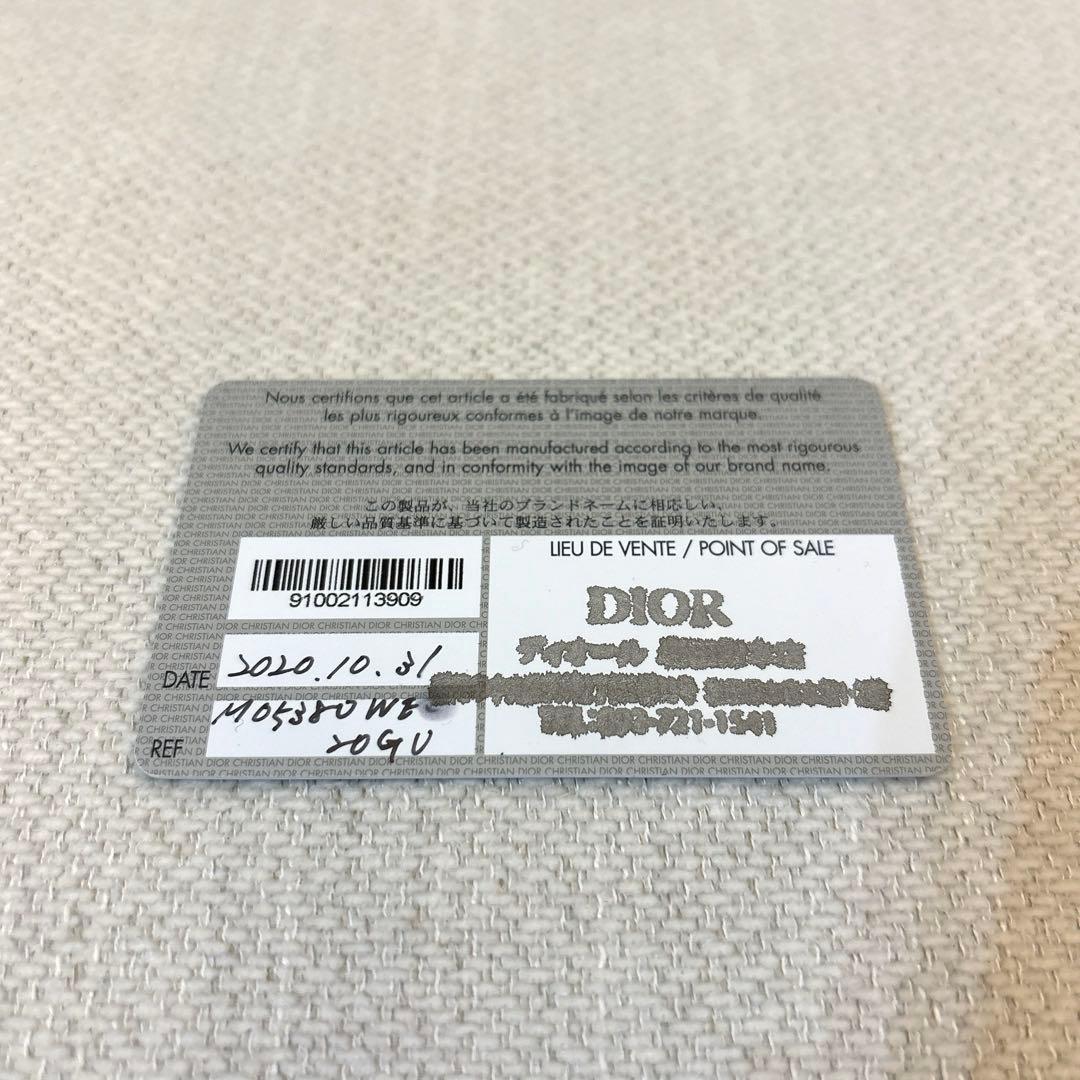 Nous certifions que cet article a été fabriqué selon les critères de qualité
les plus rigoureux conformes à l'image de notre marque.
We certify that this article has been manufactured according to the most rigourous
quality standards, and in conformity with the image of our brand name.
この製品が、当社のブランドネームに相応しい、
厳しい品質基準に基づいて製造されたことを証明いたします。
91002113909
LIEU DE VENTE / POINT OF SALE
DIOR
ディオール
DATE 2020.10.31
REF M0538OWE
20GU